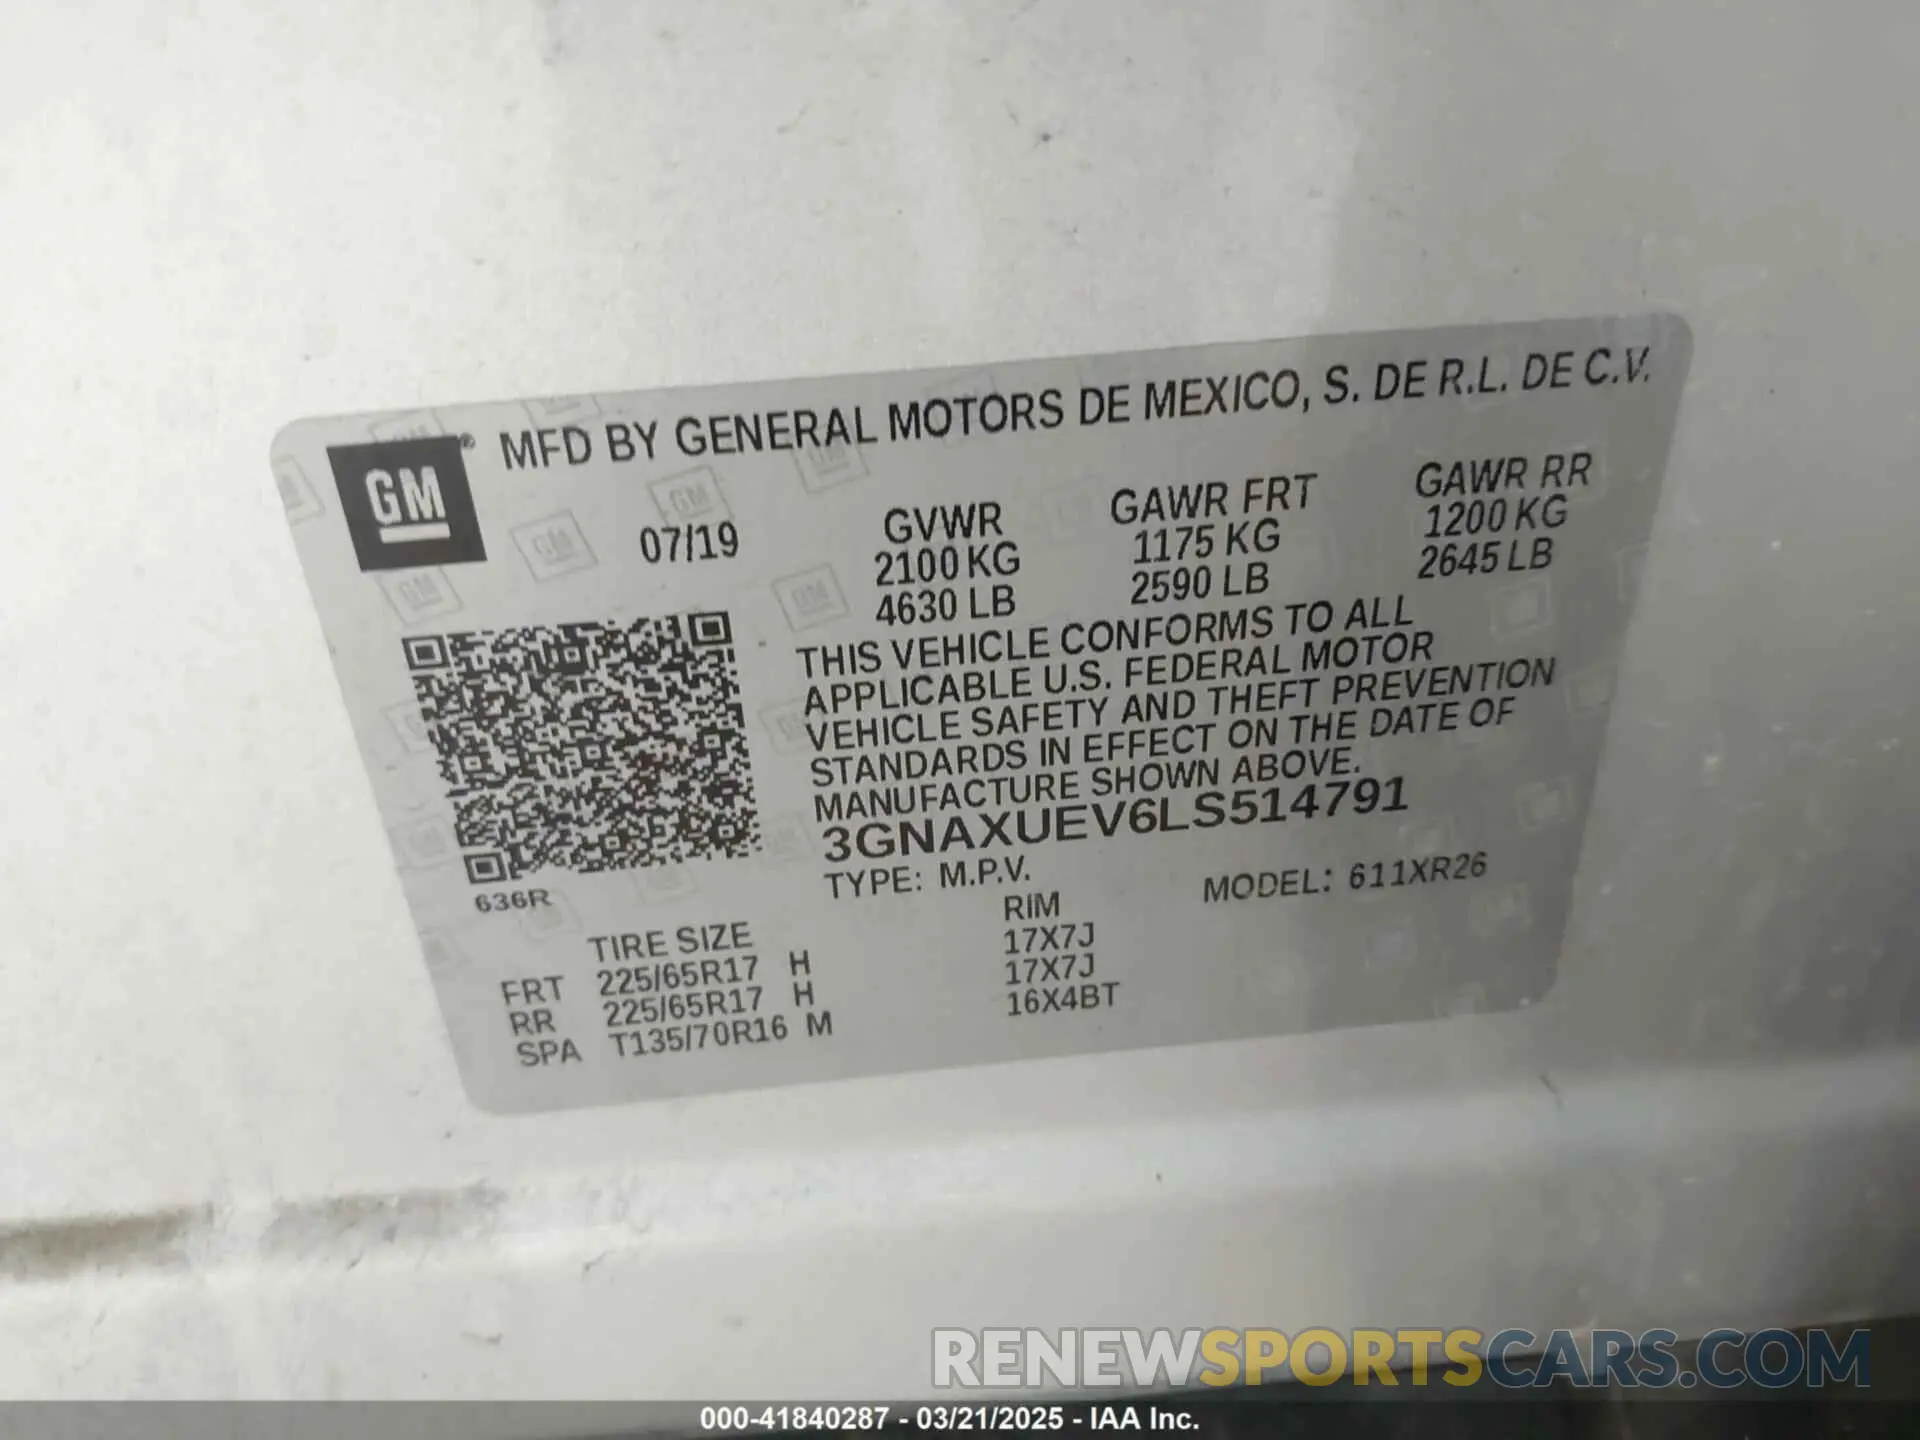 GM® MFD BY GENERAL MOTORS DE MEXICO, S. DE R.L. DE C.V.
07/19 GVWR GAWR FRT GAWR RR
2100 KG 1175 KG 1200 KG
4630 LB 2590 LB 2645 LB
THIS VEHICLE CONFORMS TO ALL
APPLICABLE U.S. FEDERAL MOTOR
VEHICLE SAFETY AND THEFT PREVENTION
STANDARDS IN EFFECT ON THE DATE OF
MANUFACTURE SHOWN ABOVE.
3GNAXUEV6LS514791
TYPE: M.P.V. MODEL: 611XR26
636R
TIRE SIZE RIM
FRT 225/65R17 H 17X7J
RR 225/65R17 H 17X7J
SPA T135/70R16 M 16X4BT
RENEWSPORTSCARS.COM
000-41840287 - 03/21/2025 - IAA Inc.